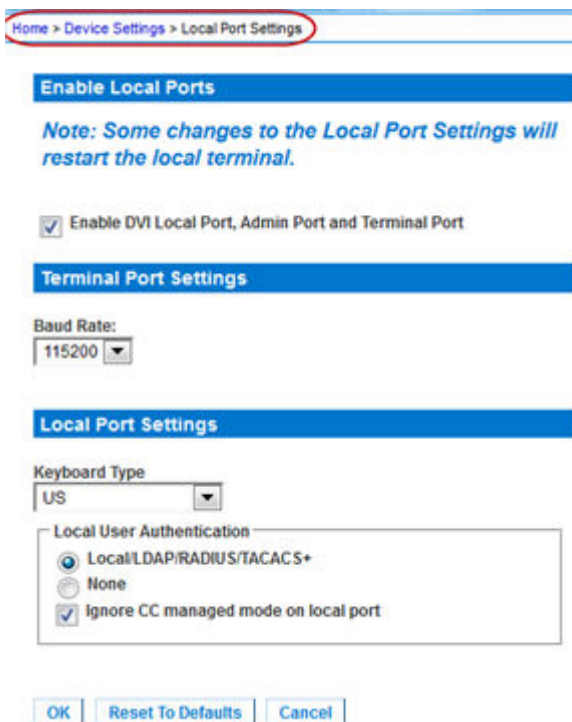 Home > Device Settings > Local Port Settings
Enable Local Ports
Note: Some changes to the Local Port Settings will
restart the local terminal.
Enable DVI Local Port, Admin Port and Terminal Port
Terminal Port Settings
Baud Rate:
115200
Local Port Settings
Keyboard Type
US
Local User Authentication
Local/LDAP/RADIUS/TACACS+
None
Ignore CC managed mode on local port
OK Reset To Defaults Cancel